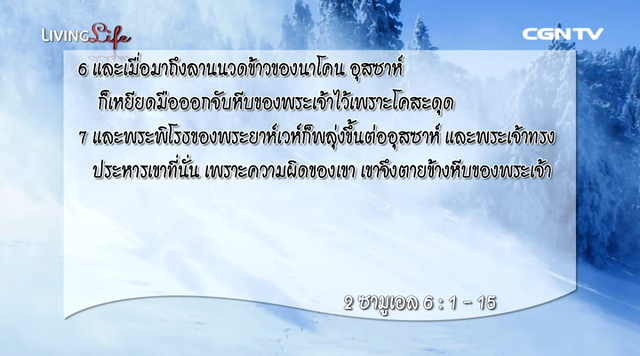 LIVING Life
CGNTV
6 และเมื่อมาถึงลานนวดข้าวของนาโคน อุสซาห์
ก็เหยียดมือออกจับหีบของพระเจ้าไว้เพราะโคสะดุด
7 และพระพิโรธของพระยาห์เวห์ก็พลุ่งขึ้นต่ออุสซาห์ และพระเจ้าทรง
ประหารเขาที่นั่น เพราะความผิดของเขา เขาจึงตายข้างหีบของพระเจ้า
2 ซามูเอล 6 : 1 - 15